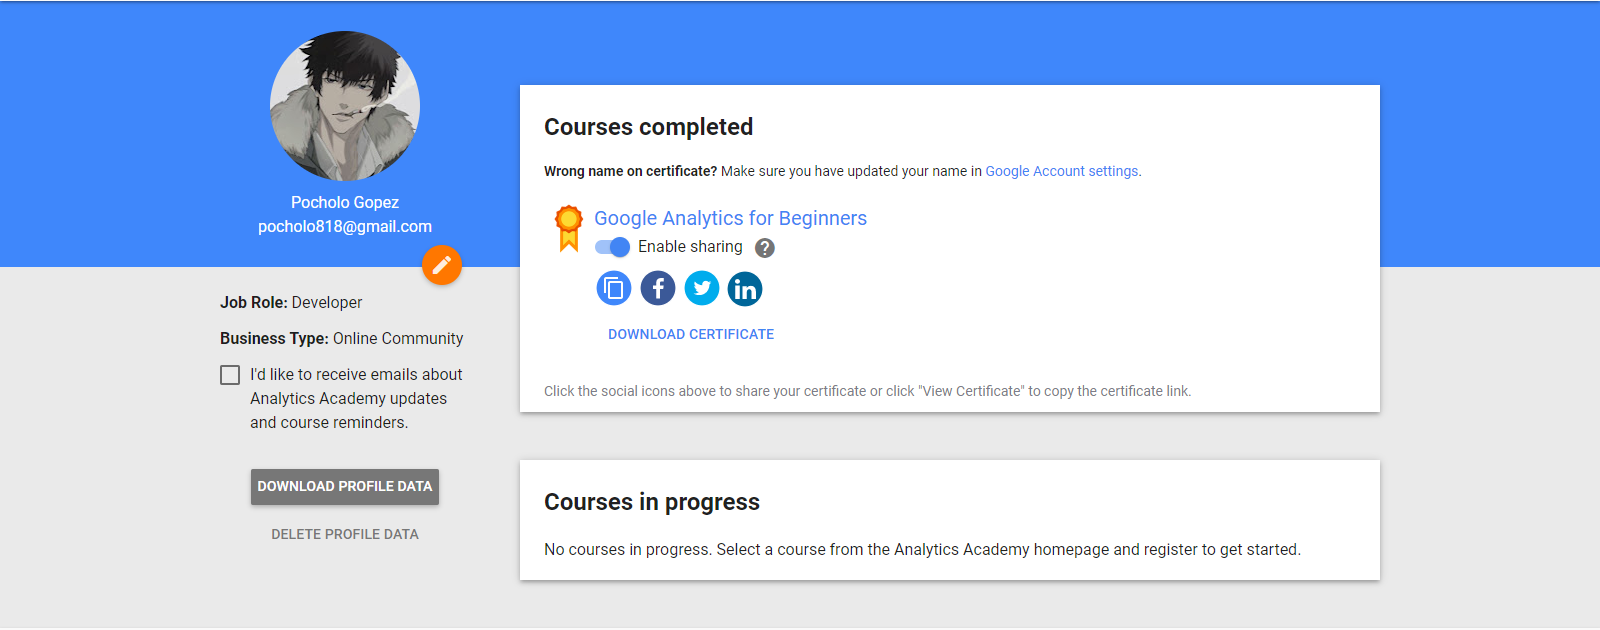 Pocholo Gopez
pocholo818@gmail.com
Job Role: Developer
Business Type: Online Community
I'd like to receive emails about
Analytics Academy updates
and course reminders.
DOWNLOAD PROFILE DATA
DELETE PROFILE DATA
Courses completed
Wrong name on certificate? Make sure you have updated your name in Google Account settings.
Google Analytics for Beginners
Enable sharing ?
f in
DOWNLOAD CERTIFICATE
Click the social icons above to share your certificate or click "View Certificate" to copy the certificate link.
Courses in progress
No courses in progress. Select a course from the Analytics Academy homepage and register to get started.